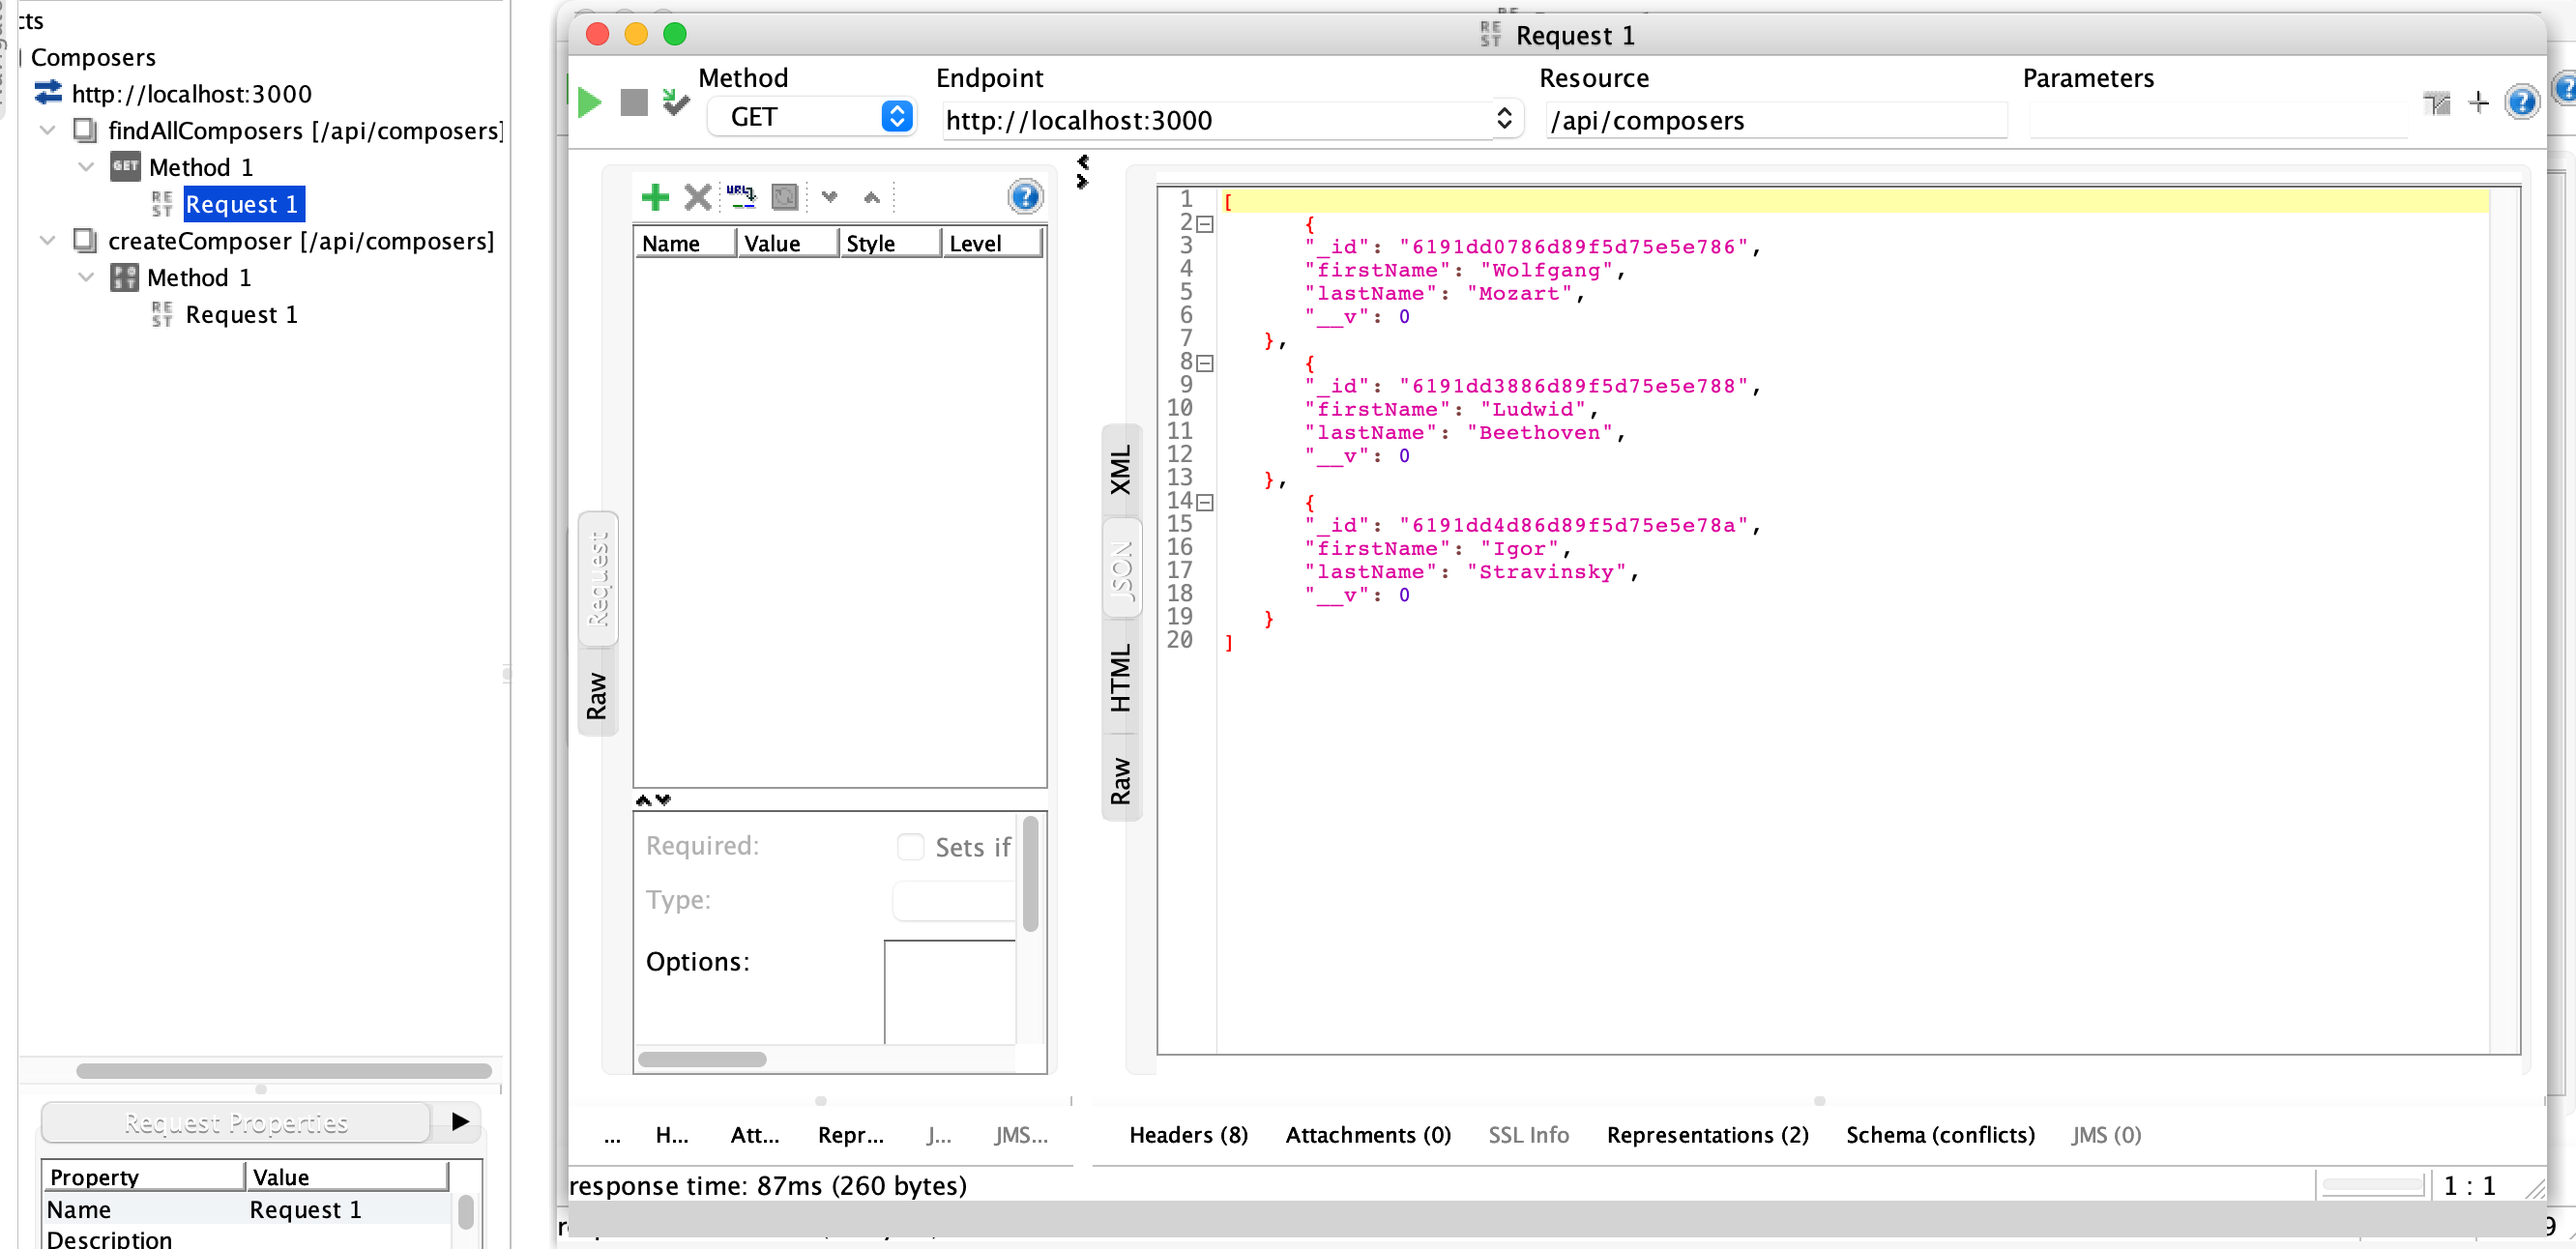 cts
Composers
http://localhost:3000
findAllComposers [/api/composers]
GET Method 1
REST Request 1
createComposer [/api/composers]
POST Method 1
REST Request 1
Request Properties
Property Value
Name Request 1
Description
REST Request 1
Method Endpoint Resource Parameters
GET http://localhost:3000 /api/composers
URL
Name Value Style Level
Request
Raw
Required: Sets if
Type:
Options:
... H... Att... Repr... J... JMS...
XML
JSON
HTML
Raw
1 [
2 {
3 "_id": "6191dd0786d89f5d75e5e786",
4 "firstName": "Wolfgang",
5 "lastName": "Mozart",
6 "__v": 0
7 },
8 {
9 "_id": "6191dd3886d89f5d75e5e788",
10 "firstName": "Ludwid",
11 "lastName": "Beethoven",
12 "__v": 0
13 },
14 {
15 "_id": "6191dd4d86d89f5d75e5e78a",
16 "firstName": "Igor",
17 "lastName": "Stravinsky",
18 "__v": 0
19 }
20 ]
Headers (8) Attachments (0) SSL Info Representations (2) Schema (conflicts) JMS (0)
response time: 87ms (260 bytes)
1 : 1